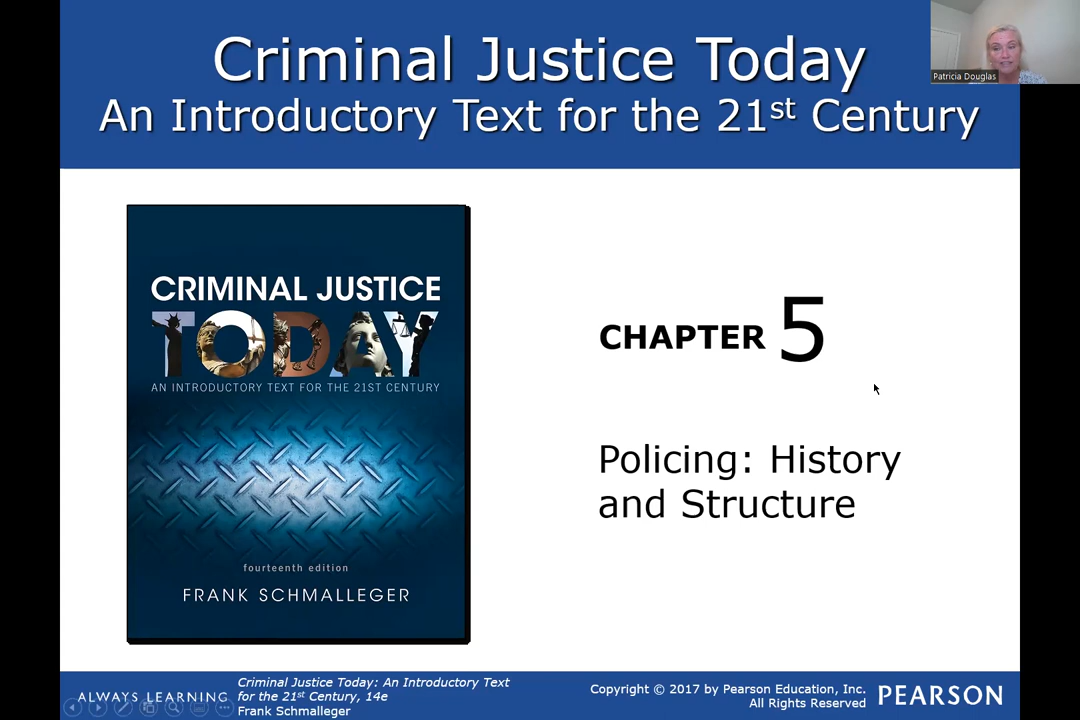 Criminal Justice Today
An Introductory Text for the 21st Century
Patricia Douglas
CRIMINAL JUSTICE
TODAY
AN INTRODUCTORY TEXT FOR THE 21ST CENTURY
fourteenth edition
FRANK SCHMALLEGER
CHAPTER 5
Policing: History
and Structure
ALWAYS LEARNING
Criminal Justice Today: An Introductory Text
for the 21st Century, 14e
Frank Schmalleger
Copyright © 2017 by Pearson Education, Inc.
All Rights Reserved
PEARSON